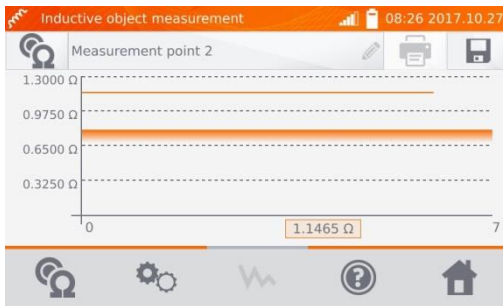 Inductive object measurement 08:26 2017.10.27
Measurement point 2
1.3000 Ω
0.9750 Ω
0.6500 Ω
0.3250 Ω
0 1.1465 Ω 7